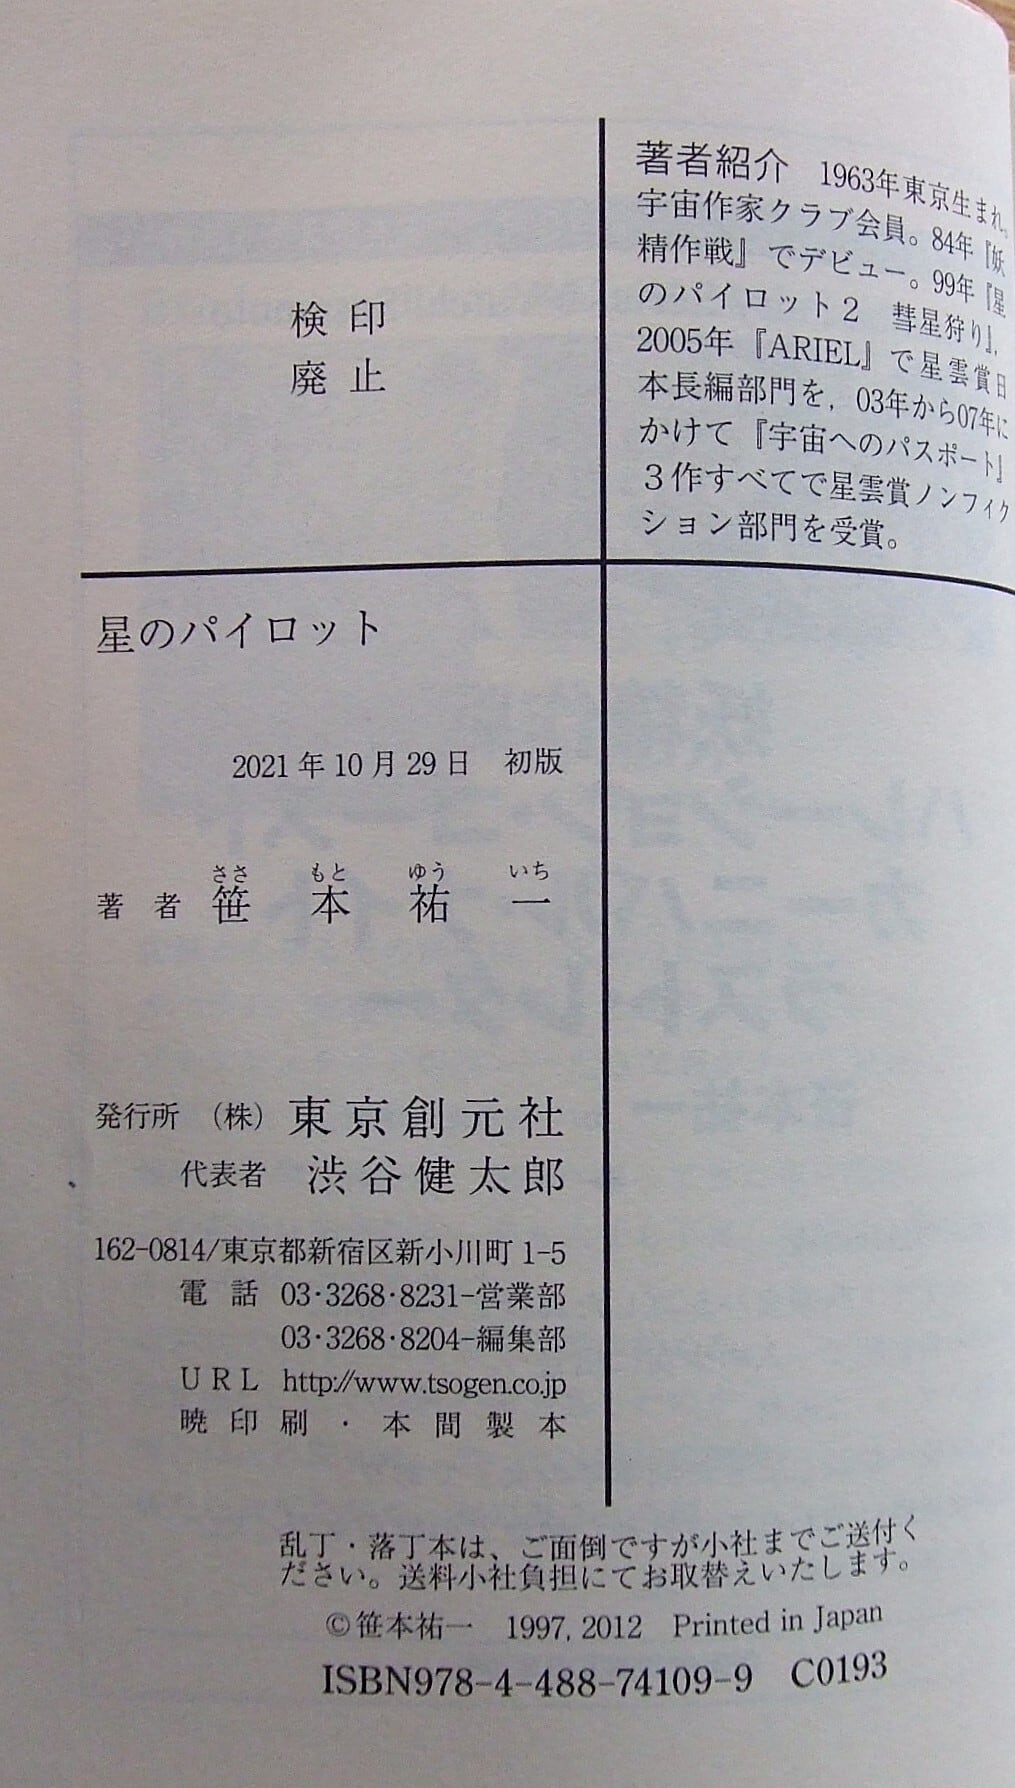 著者紹介 1963年東京生まれ。
宇宙作家クラブ会員。84年『妖
精作戦』でデビュー。99年『星
のパイロット2 彗星狩り』,
2005年『ARIEL』で星雲賞日
本長編部門を, 03年から07年に
かけて『宇宙へのパスポート』
3作すべてで星雲賞ノンフィク
ション部門を受賞。
検印
廃止
星のパイロット
2021年10月29日 初版
ささ もと ゆう いち
著者 笹本祐一
発行所 (株) 東京創元社
代表者 渋谷健太郎
162-0814/東京都新宿区新小川町1-5
電話 03・3268・8231-営業部
03・3268・8204-編集部
URL http://www.tsogen.co.jp
暁印刷・本間製本
乱丁・落丁本は、ご面倒ですが小社までご送付く
ださい。送料小社負担にてお取替えいたします。
©笹本祐一 1997, 2012 Printed in Japan
ISBN978-4-488-74109-9 C0193